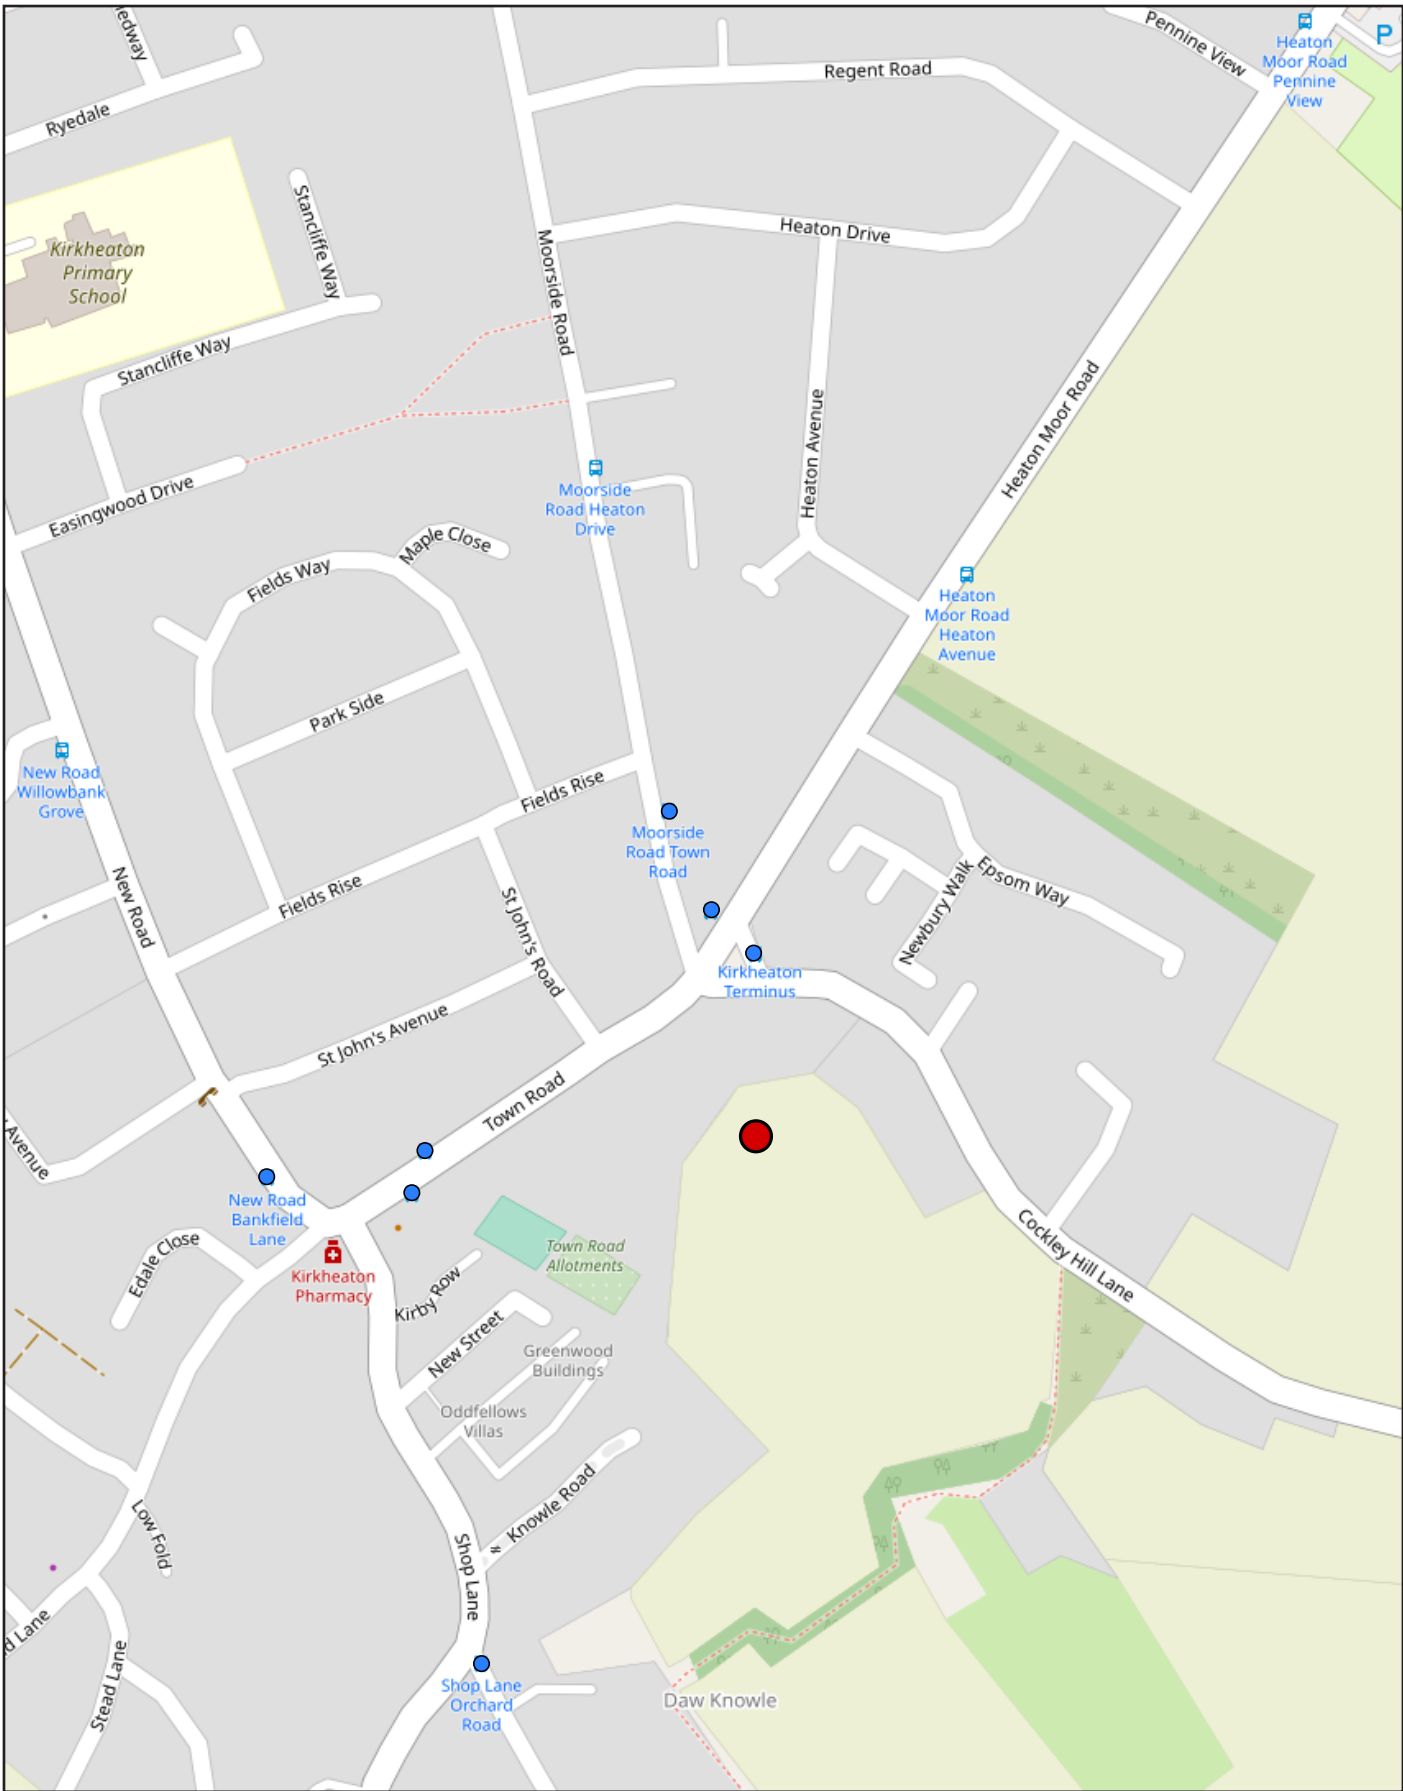 Pennine View
Heaton
Moor Road
Pennine
View
P
Regent Road
Ryedale
Stancliffe Way
Kirkheaton
Primary
School
Moorside Road
Heaton Drive
Stancliffe Way
Heaton Moor Road
Heaton Avenue
Easingwood Drive
Moorside
Road Heaton
Drive
Maple Close
Fields Way
Heaton
Moor Road
Heaton
Avenue
Park Side
New Road
Willowbank
Grove
Fields Rise
Moorside
Road Town
Road
Epsom Way
Newbury Walk
Fields Rise
New Road
St John's Road
Kirkheaton
Terminus
St John's Avenue
Town Road
Avenue
New Road
Bankfield
Lane
Cockley Hill Lane
Edale Close
Town Road
Allotments
Kirkheaton
Pharmacy
Kirby Row
New Street
Greenwood
Buildings
Oddfellows
Villas
Knowle Road
Low Fold
Shop Lane
Lane
Stead Lane
Shop Lane
Orchard
Road
Daw Knowle